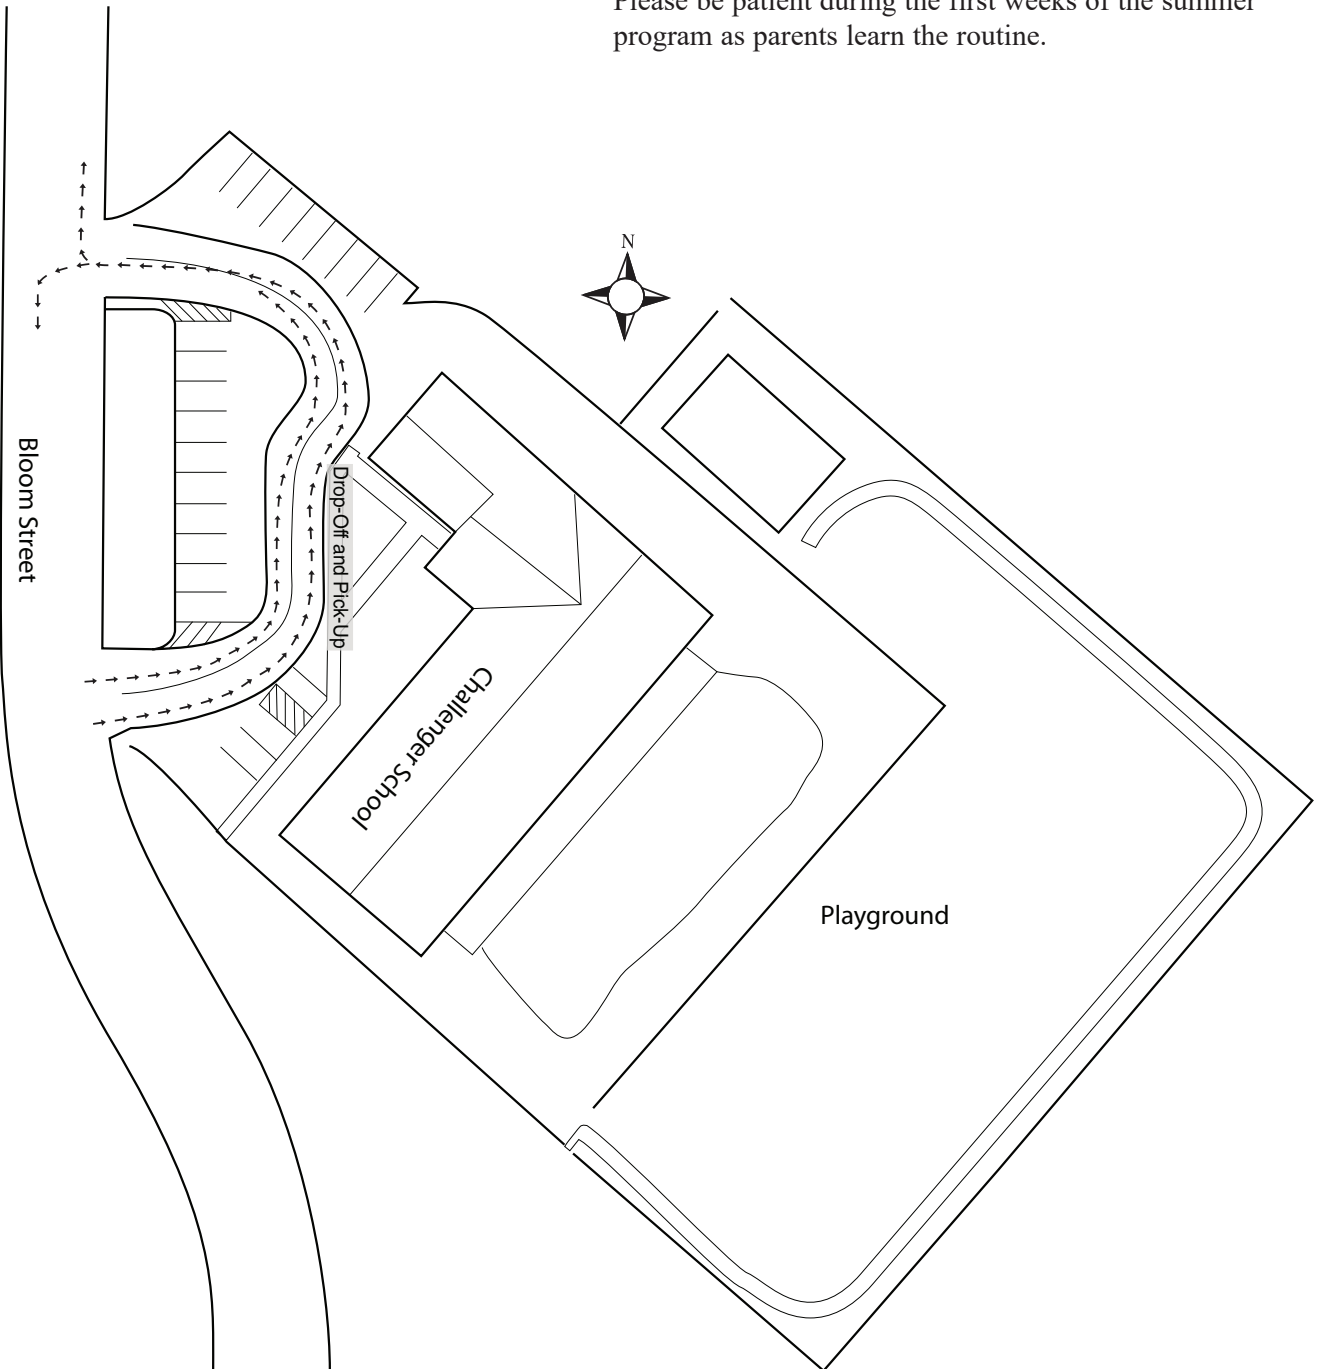 Please be patient during the first weeks of the summer
program as parents learn the routine.
N
Bloom Street
Drop-Off and Pick-Up
Challenger School
Playground